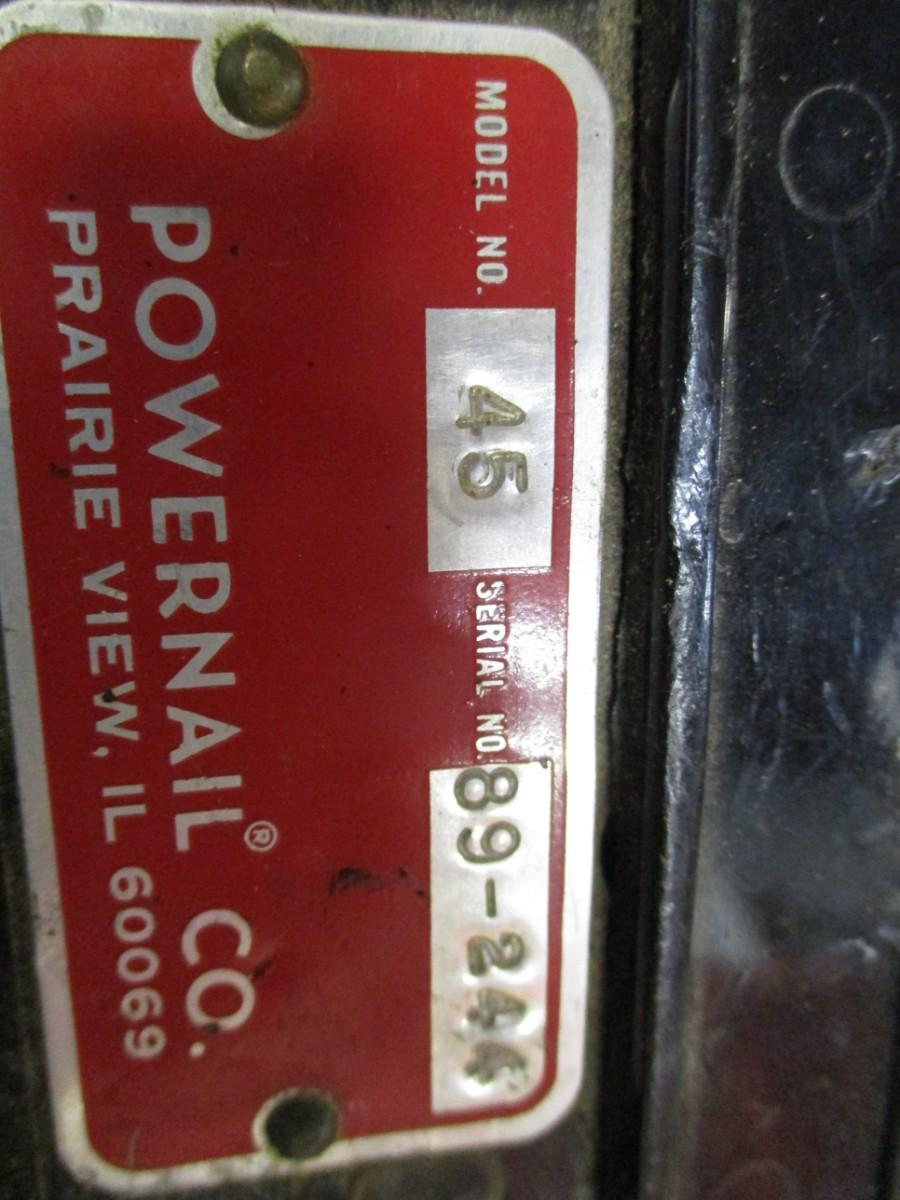 MODEL NO. 45 SERIAL NO. 89-244
POWERNAIL® CO.
PRAIRIE VIEW, IL 60069